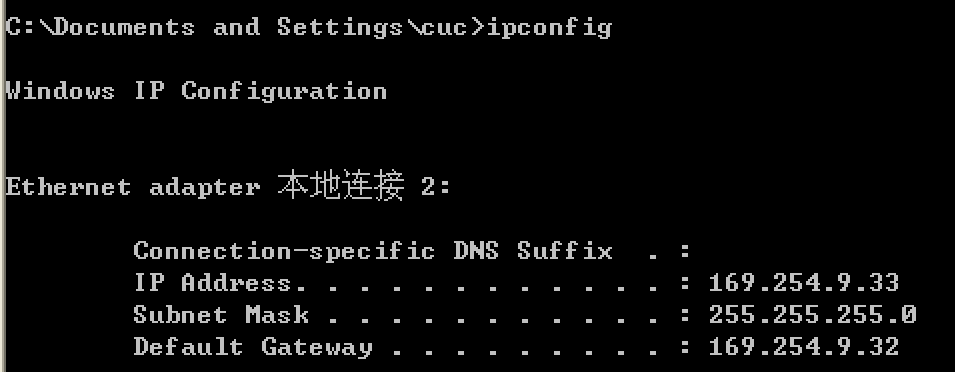 C:\Documents and Settings\cuc>ipconfig
Windows IP Configuration
Ethernet adapter 本地连接 2:
Connection-specific DNS Suffix  . :
IP Address. . . . . . . . . . . . : 169.254.9.33
Subnet Mask . . . . . . . . . . . : 255.255.255.0
Default Gateway . . . . . . . . . : 169.254.9.32